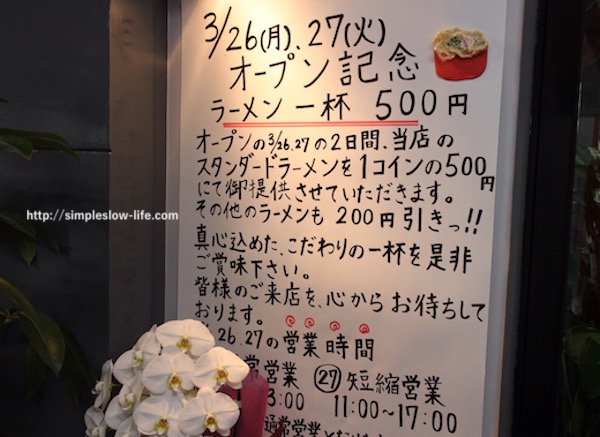 3/26(月)、27(火)
オープン記念
ラーメン一杯 500円
オープンの3/26.27の2日間、当店の
スタンダードラーメンを1コインの500円
にて御提供させていただきます。
その他のラーメンも200円引きっ!!
http://simpleslow-life.com
真心込めた、こだわりの一杯を是非
ご賞味下さい。
皆様のご来店を、心からお待ちして
おります。
26.27の営業時間
常営業 ㉗短縮営業
3:00 11:00〜17:00